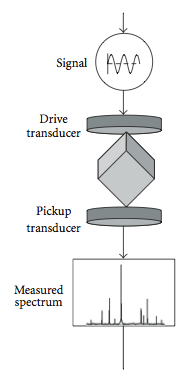 Signal
Drive
transducer
Pickup
transducer
Measured
spectrum